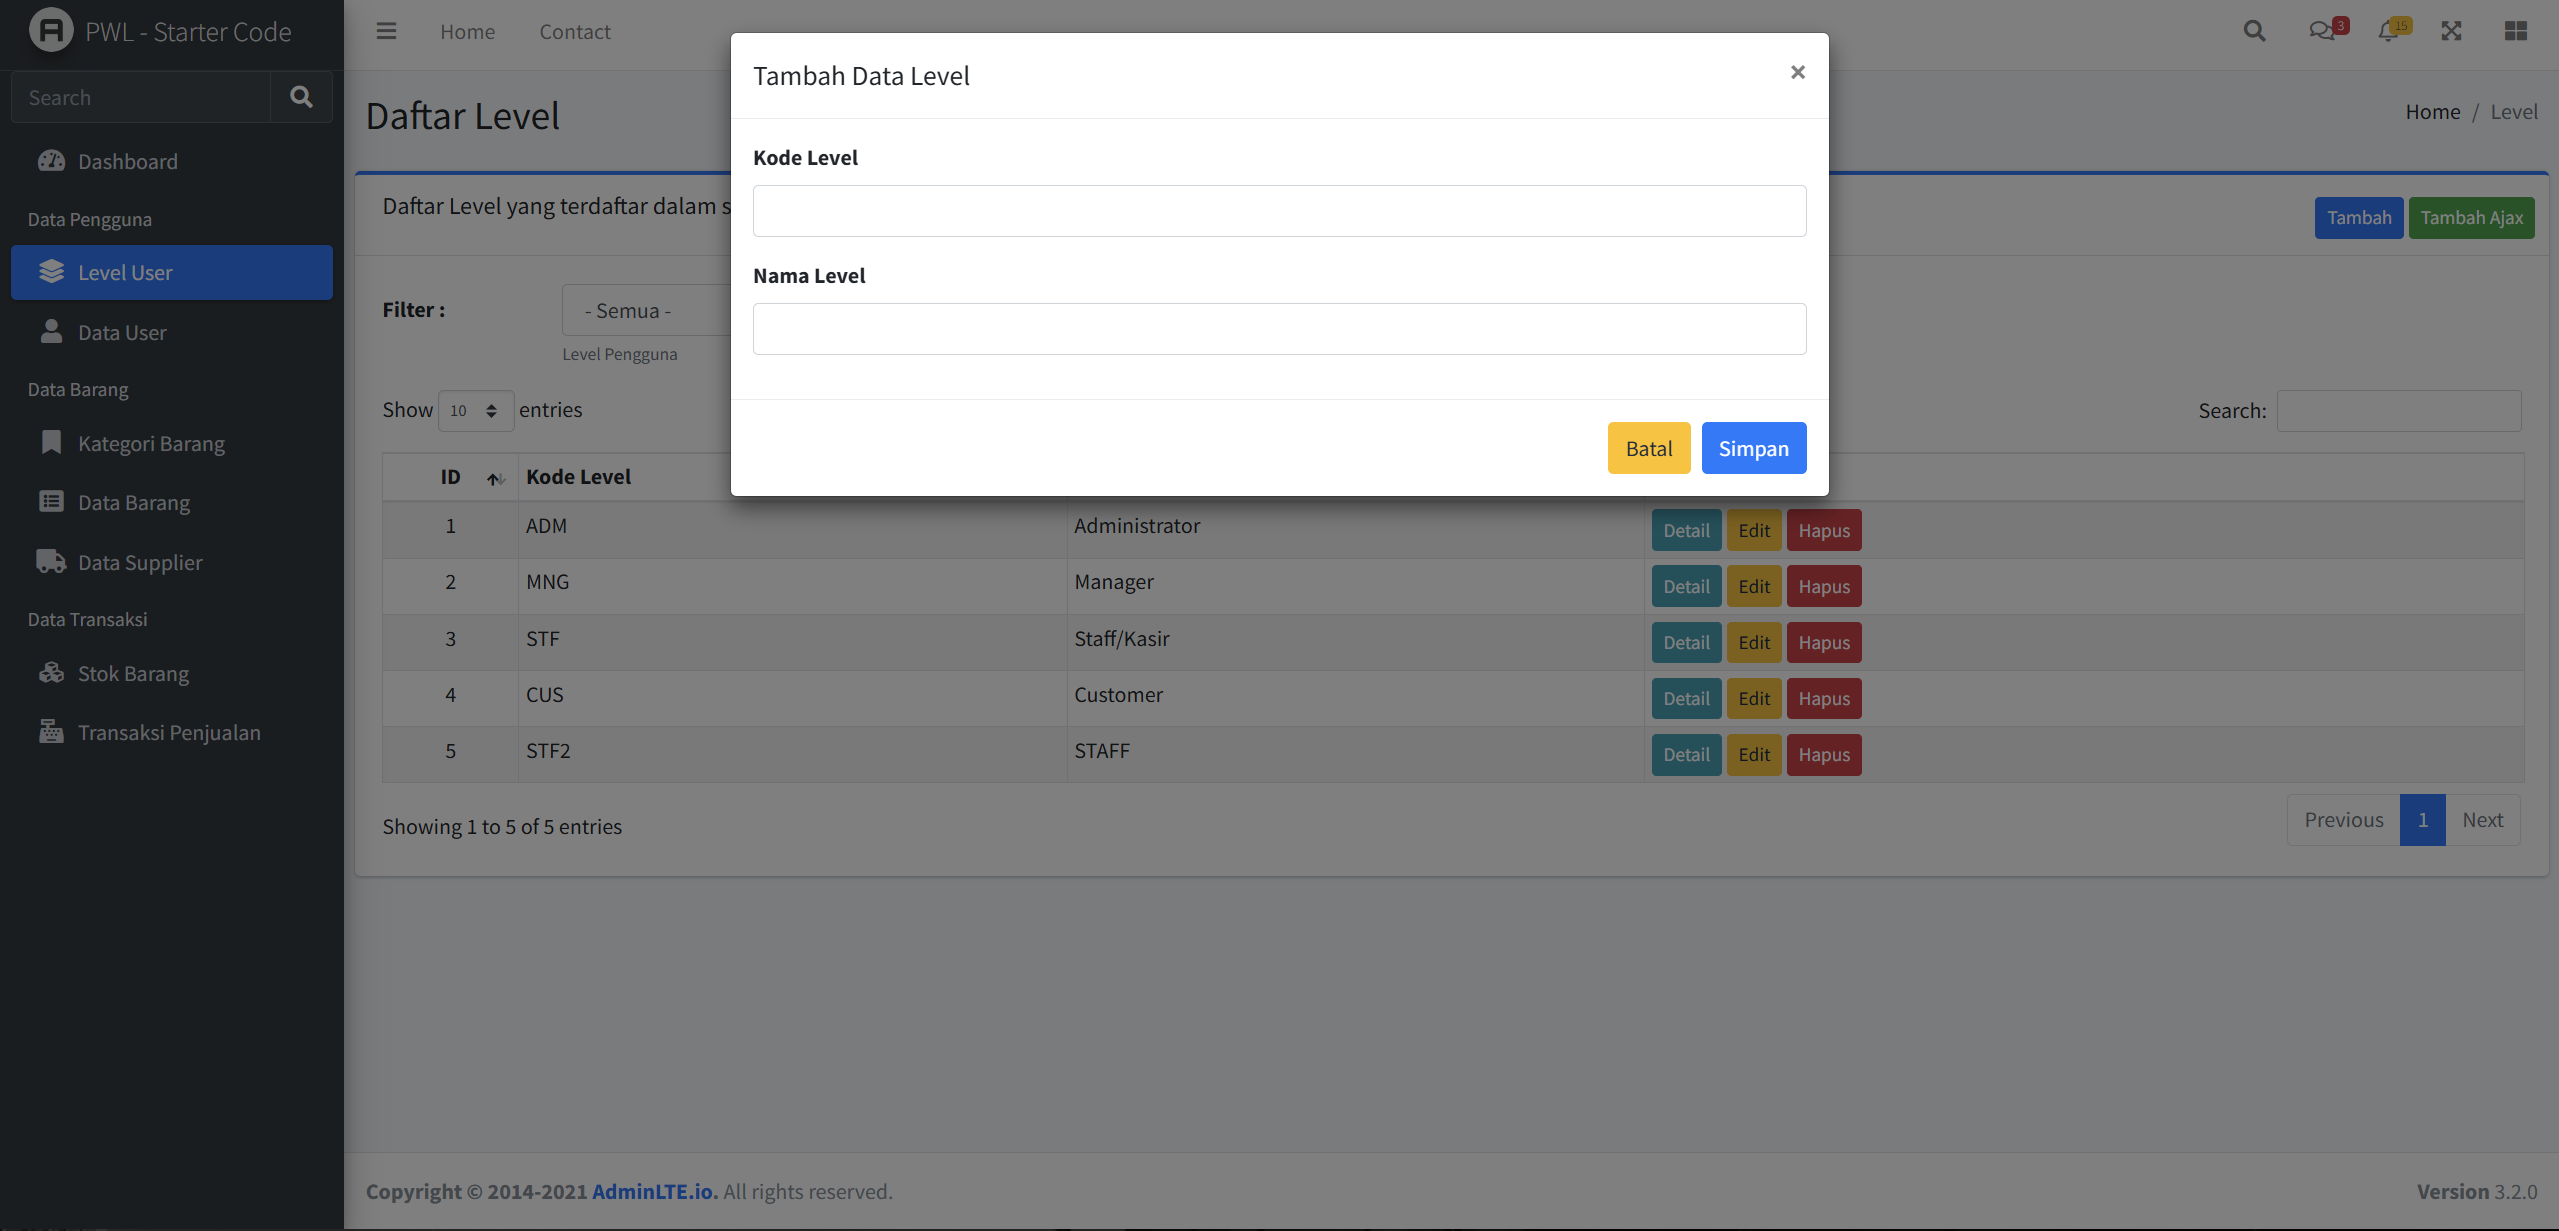 PWL - Starter Code
Home
Contact
3
15
Search
Dashboard
Data Pengguna
Level User
Data User
Data Barang
Kategori Barang
Data Barang
Data Supplier
Data Transaksi
Stok Barang
Transaksi Penjualan
Daftar Level
Home / Level
Daftar Level yang terdaftar dalam s
Tambah
Tambah Ajax
Filter :
- Semua -
Level Pengguna
Show 10 entries
Search:
ID Kode Level
1 ADM Administrator Detail Edit Hapus
2 MNG Manager Detail Edit Hapus
3 STF Staff/Kasir Detail Edit Hapus
4 CUS Customer Detail Edit Hapus
5 STF2 STAFF Detail Edit Hapus
Showing 1 to 5 of 5 entries
Previous 1 Next
Tambah Data Level
×
Kode Level
Nama Level
Batal Simpan
Copyright © 2014-2021 AdminLTE.io. All rights reserved.
Version 3.2.0